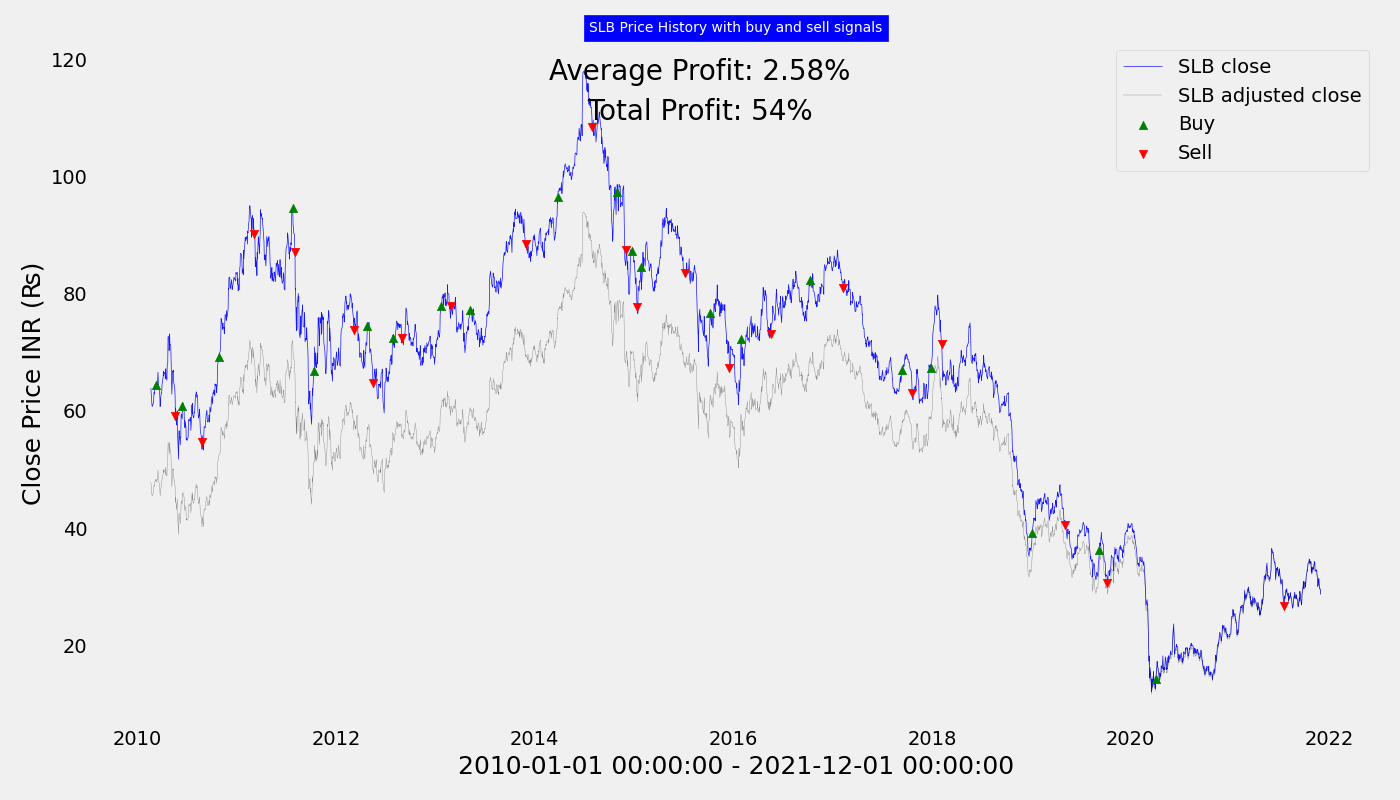 SLB Price History with buy and sell signals
Average Profit: 2.58%
Total Profit: 54%
SLB close
SLB adjusted close
Buy
Sell
Close Price INR (₨)
120
100
80
60
40
20
2010
2012
2014
2016
2018
2020
2022
2010-01-01 00:00:00 - 2021-12-01 00:00:00